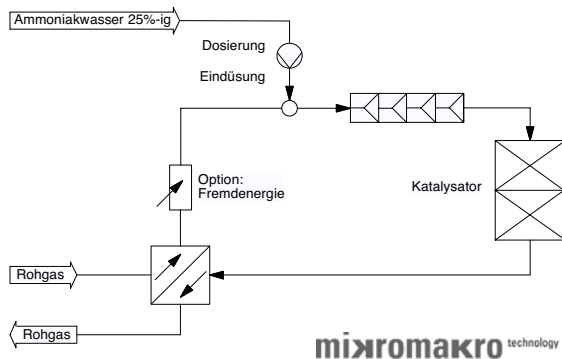 Ammoniakwasser 25%-ig
Dosierung
Eindüsung
Option:
Fremdenergie
Katalysator
Rohgas
Rohgas
mikromakro technology